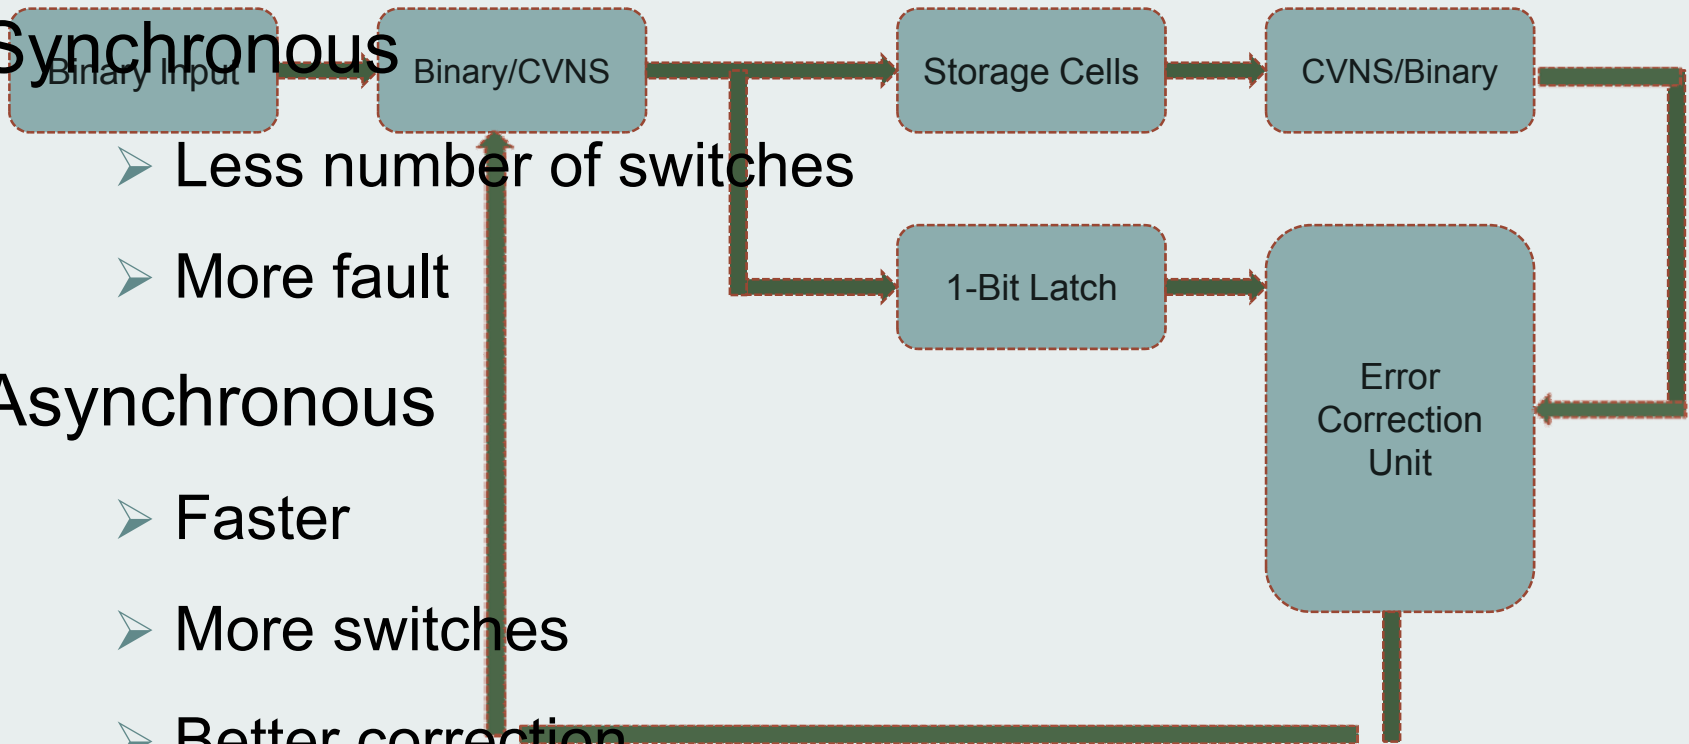 Synchronous
Binary Input
Binary/CVNS
Storage Cells
CVNS/Binary
Less number of switches
More fault
1-Bit Latch
Asynchronous
Error
Correction
Unit
Faster
More switches
Better correction